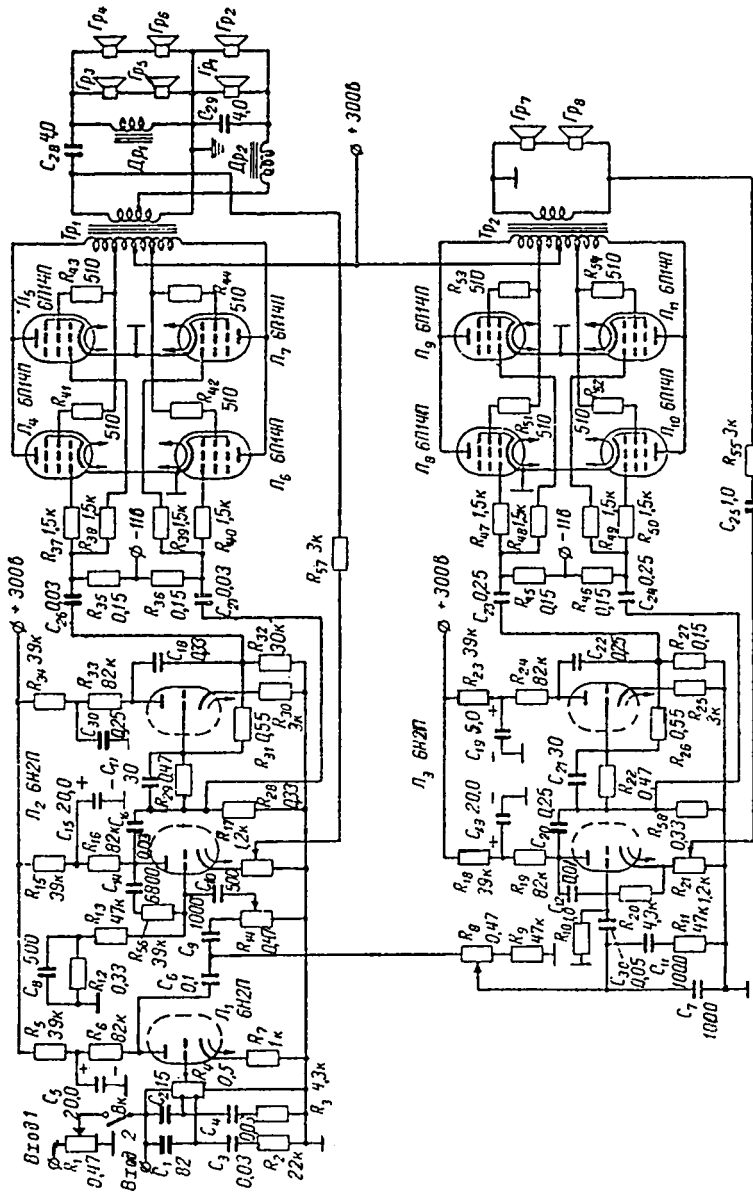 Вход 1
R₁
0,47
Вход 2
Вк
C₅
20,0
+
−
R₅
39к
R₆
82к
C₁
82
C₂
15
C₃
0,03
C₄
0,03
R₂
22к
R₃
4,3к
R₄
0,5
R₇
1к
Л₁
6Н2П
C₆
0,1
C₈
500
R₁₂
0,33
R₁₃
47к
R₅₆
39к
C₉
1000
R₁₄
0,47
C₁₀
500
C₁₄
6800
R₁₅
39к
R₁₆
82к
C₁₅
20,0
+
−
C₁₇
C₁₆
0,03
R₁₇
1,2к
R₂₈
0,33
Л₂ 6Н2П
30
R₂₉
0,47
R₃₁
0,55
R₃₀
3к
R₃₂
30к
R₃₄ 39к
R₃₃
82к
C₃₀
0,25
C₁₈
0,33
+ 300В
C₂₆
0,03
R₃₅
0,15
R₃₆
0,15
C₂₇
0,03
− 11В
R₃₇
1,5к
R₃₈
1,5к
R₃₉
1,5к
R₄₀
1,5к
Л₄
6П14П
Л₅
6П14П
Л₆
6П14П
Л₇
6П14П
R₄₁
510
R₄₂
510
R₄₃
510
R₄₄
510
Тр₁
R₅₇ 3к
C₂₈ 4,0
Др₁
C₂₉
4,0
Др₂
Гр₃
Гр₄
Гр₅
Гр₆
Гр₁
Гр₂
+ 300В
R₈
0,47
R₉
47к
R₁₀
1,0
C₃₀
0,05
C₁₁
1000
R₁₁
47к
C₇
1000
C₁₂
0,01
R₂₀
4,3к
R₂₁
1,2к
R₁₈
39к
R₁₉
82к
C₁₃ 20,0
+
−
C₂₀
0,25
R₅₈
0,33
Л₃ 6Н2П
C₂₁ 30
R₂₂
0,47
R₂₆
0,55
R₂₅
3к
R₂₇
0,15
R₂₃ 39к
R₂₄
82к
C₁₉ 5,0
+
−
C₂₂
0,25
+ 300В
C₂₃ 0,25
R₄₅
0,15
R₄₆
0,15
C₂₄
0,25
− 11В
R₄₇
1,5к
R₄₈
1,5к
R₄₉
1,5к
R₅₀
1,5к
Л₈ 6П14П
Л₉ 6П14П
Л₁₀
6П14П
Л₁₁ 6П14П
R₅₁
510
R₅₂
510
R₅₃
510
R₅₄
510
Тр₂
C₂₅ 1,0
R₅₅ 3к
Гр₇
Гр₈